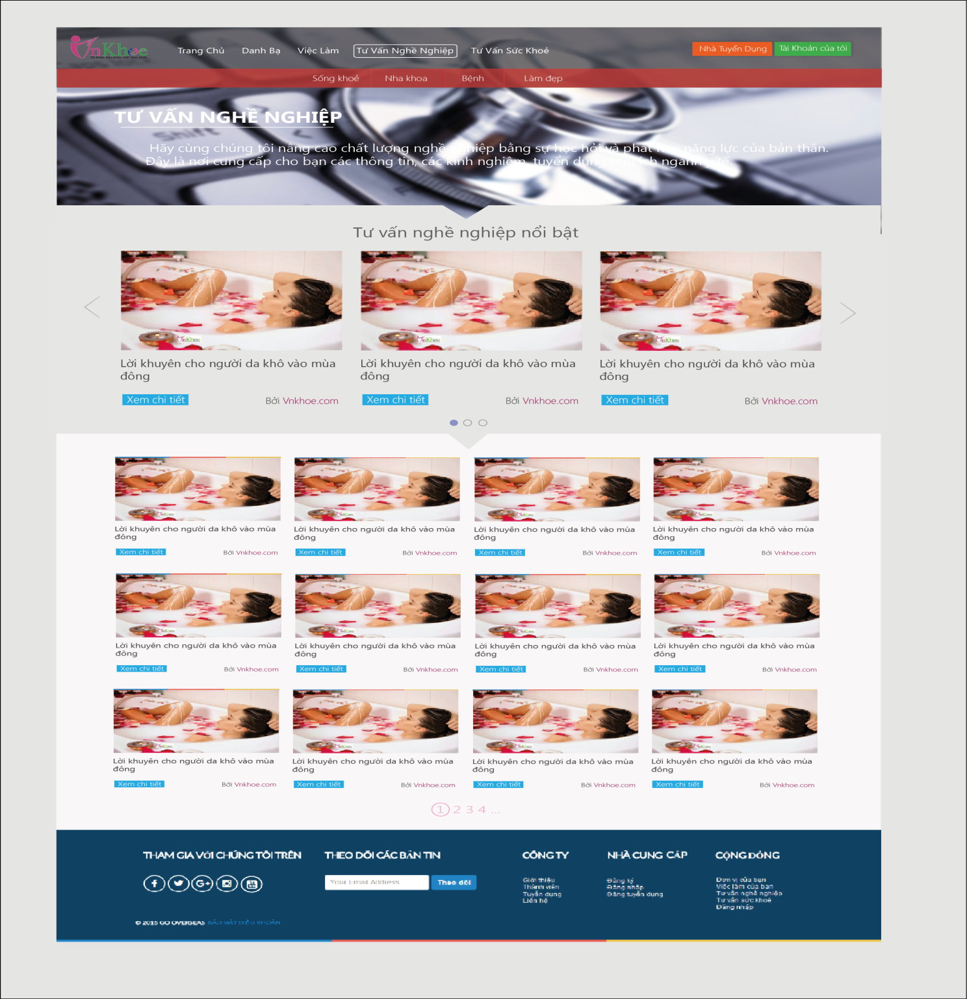 VnKhoe
Trang Chủ
Danh Bạ
Việc Làm
Tư Vấn Nghề Nghiệp
Tư Vấn Sức Khoẻ
Nhà Tuyển Dụng
Tài Khoản của tôi
Sống khoẻ
Nha khoa
Bệnh
Làm đẹp
Shift
TƯ VẤN NGHỀ NGHIỆP
Hãy cùng chúng tôi nâng cao chất lượng nghề nghiệp bằng sự học hỏi và phát huy năng lực của bản thân.
Đây là nơi cung cấp cho bạn các thông tin, các kinh nghiệm, tuyển dụng hữu ích ngành y tế.
Tư vấn nghề nghiệp nổi bật
VnKhoe
VnKhoe
VnKhoe
Lời khuyên cho người da khô vào mùa
đông
Xem chi tiết
Bởi Vnkhoe.com
Lời khuyên cho người da khô vào mùa
đông
Xem chi tiết
Bởi Vnkhoe.com
Lời khuyên cho người da khô vào mùa
đông
Xem chi tiết
Bởi Vnkhoe.com
Lời khuyên cho người da khô vào mùa
đông
Xem chi tiết
Bởi Vnkhoe.com
Lời khuyên cho người da khô vào mùa
đông
Xem chi tiết
Bởi Vnkhoe.com
Lời khuyên cho người da khô vào mùa
đông
Xem chi tiết
Bởi Vnkhoe.com
Lời khuyên cho người da khô vào mùa
đông
Xem chi tiết
Bởi Vnkhoe.com
Lời khuyên cho người da khô vào mùa
đông
Xem chi tiết
Bởi Vnkhoe.com
Lời khuyên cho người da khô vào mùa
đông
Xem chi tiết
Bởi Vnkhoe.com
Lời khuyên cho người da khô vào mùa
đông
Xem chi tiết
Bởi Vnkhoe.com
Lời khuyên cho người da khô vào mùa
đông
Xem chi tiết
Bởi Vnkhoe.com
Lời khuyên cho người da khô vào mùa
đông
Xem chi tiết
Bởi Vnkhoe.com
Lời khuyên cho người da khô vào mùa
đông
Xem chi tiết
Bởi Vnkhoe.com
Lời khuyên cho người da khô vào mùa
đông
Xem chi tiết
Bởi Vnkhoe.com
Lời khuyên cho người da khô vào mùa
đông
Xem chi tiết
Bởi Vnkhoe.com
1 2 3 4 ...
THAM GIA VỚI CHÚNG TÔI TRÊN
THEO DÕI CÁC BẢN TIN
Your Email Address
Theo dõi
CÔNG TY
Giới thiệu
Thành viên
Tuyển dụng
Liên hệ
NHÀ CUNG CẤP
Đăng ký
Đăng nhập
Đăng tuyển dụng
CỘNG ĐỒNG
Đơn vị của bạn
Việc làm của bạn
Tư vấn nghề nghiệp
Tư vấn sức khoẻ
Đăng nhập
© 2015 GO OVERSEAS BẢO MẬT ĐIỀU KHOẢN